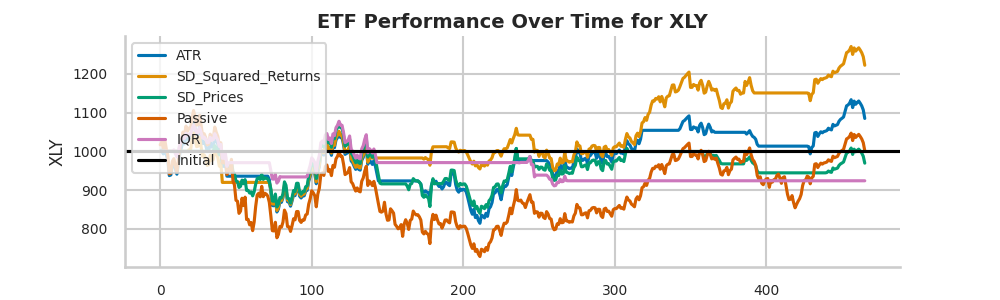 ETF Performance Over Time for XLY
XLY
1200
1100
1000
900
800
ATR
SD_Squared_Returns
SD_Prices
Passive
IQR
Initial
0
100
200
300
400